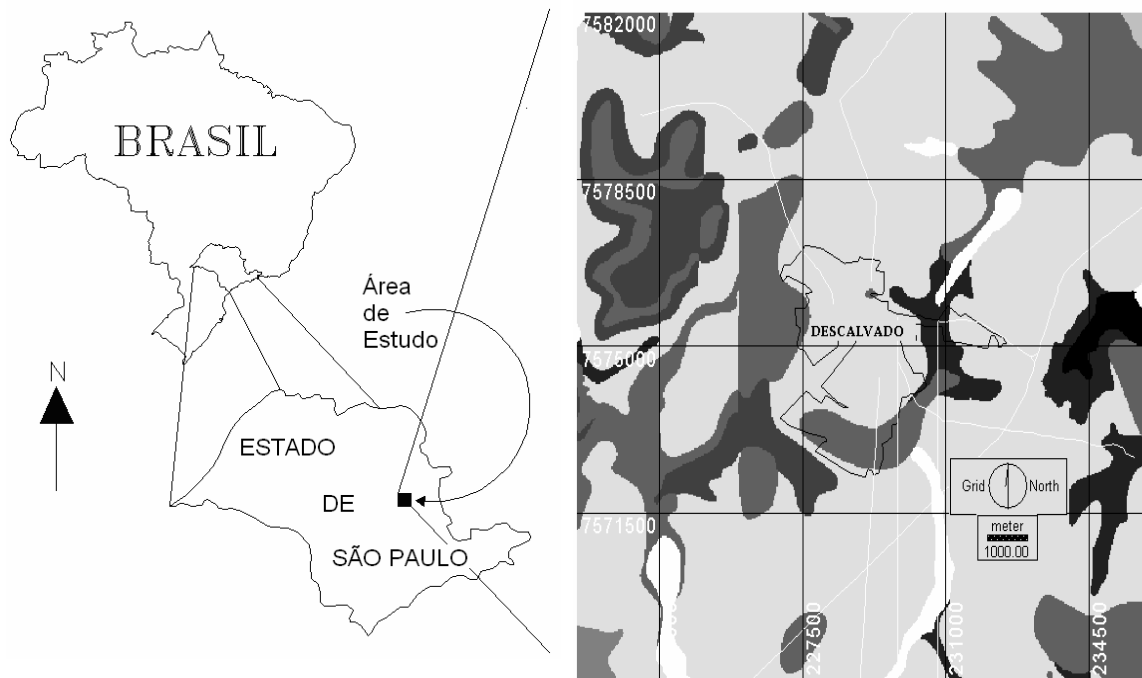 BRASIL
Área
de
Estudo
N
ESTADO
DE
SÃO PAULO
7582000
7578500
DESCALVADO
7575000
Grid North
7571500
meter
1000.00
227500
231000
234500